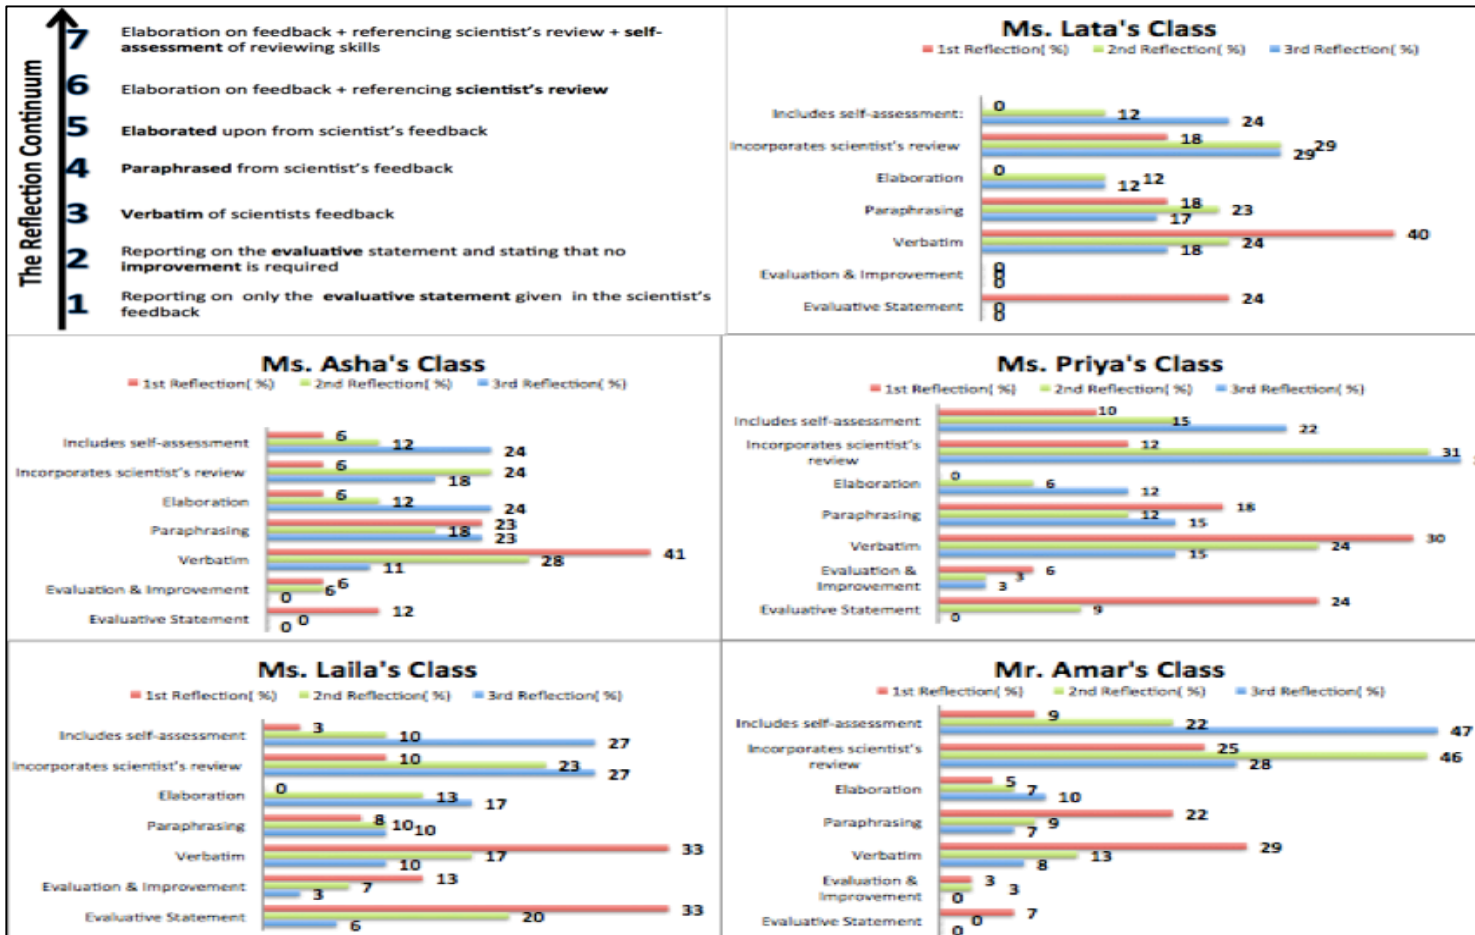 The Reflection Continuum
7 Elaboration on feedback + referencing scientist's review + self-
assessment of reviewing skills
6 Elaboration on feedback + referencing scientist's review
5 Elaborated upon from scientist's feedback
4 Paraphrased from scientist's feedback
3 Verbatim of scientists feedback
2 Reporting on the evaluative statement and stating that no
improvement is required
1 Reporting on only the evaluative statement given in the scientist's
feedback
Ms. Lata's Class
1st Reflection( %) 2nd Reflection( %) 3rd Reflection( %)
Includes self-assessment: 0 12 24
Incorporates scientist's review 18 29 29
Elaboration 0 12 12
Paraphrasing 18 23 17
Verbatim 40 24 18
Evaluation & Improvement 0 0 0
Evaluative Statement 24 0 0
Ms. Asha's Class
1st Reflection( %) 2nd Reflection( %) 3rd Reflection( %)
Includes self-assessment 6 12 24
Incorporates scientist's review 6 24 18
Elaboration 6 12 24
Paraphrasing 23 18 23
Verbatim 41 28 11
Evaluation & Improvement 6 6 0
Evaluative Statement 12 0 0
Ms. Priya's Class
1st Reflection( %) 2nd Reflection( %) 3rd Reflection( %)
Includes self-assessment 10 15 22
Incorporates scientist's
review 12 31
Elaboration 0 6 12
Paraphrasing 18 12 15
Verbatim 30 24 15
Evaluation &
Improvement 6 3 3
Evaluative Statement 24 9 0
Ms. Laila's Class
1st Reflection( %) 2nd Reflection( %) 3rd Reflection( %)
Includes self-assessment 3 10 27
Incorporates scientist's review 10 23 27
Elaboration 0 13 17
Paraphrasing 8 10 10
Verbatim 33 17 10
Evaluation & Improvement 13 7 3
Evaluative Statement 33 20 6
Mr. Amar's Class
1st Reflection( %) 2nd Reflection( %) 3rd Reflection( %)
Includes self-assessment 9 22 47
Incorporates scientist's
review 25 46 28
Elaboration 5 7 10
Paraphrasing 22 9 7
Verbatim 29 13 8
Evaluation &
Improvement 3 3 0
Evaluative Statement 7 0 0